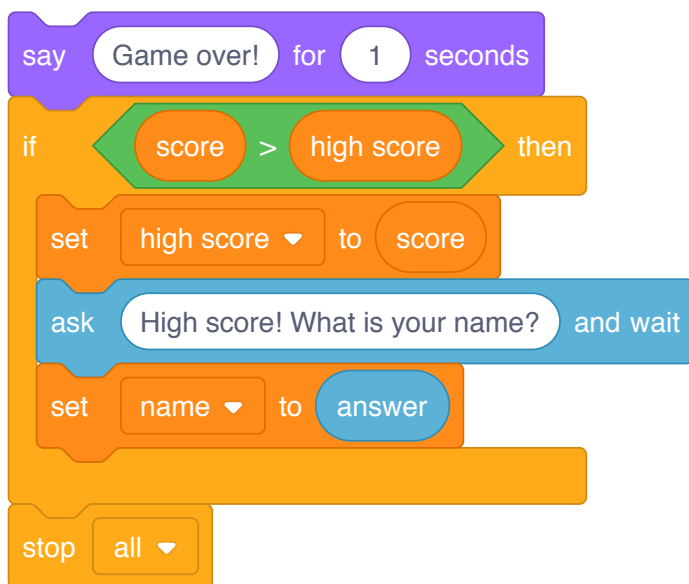 say Game over! for 1 seconds
if score > high score then
set high score to score
ask High score! What is your name? and wait
set name to answer
stop all